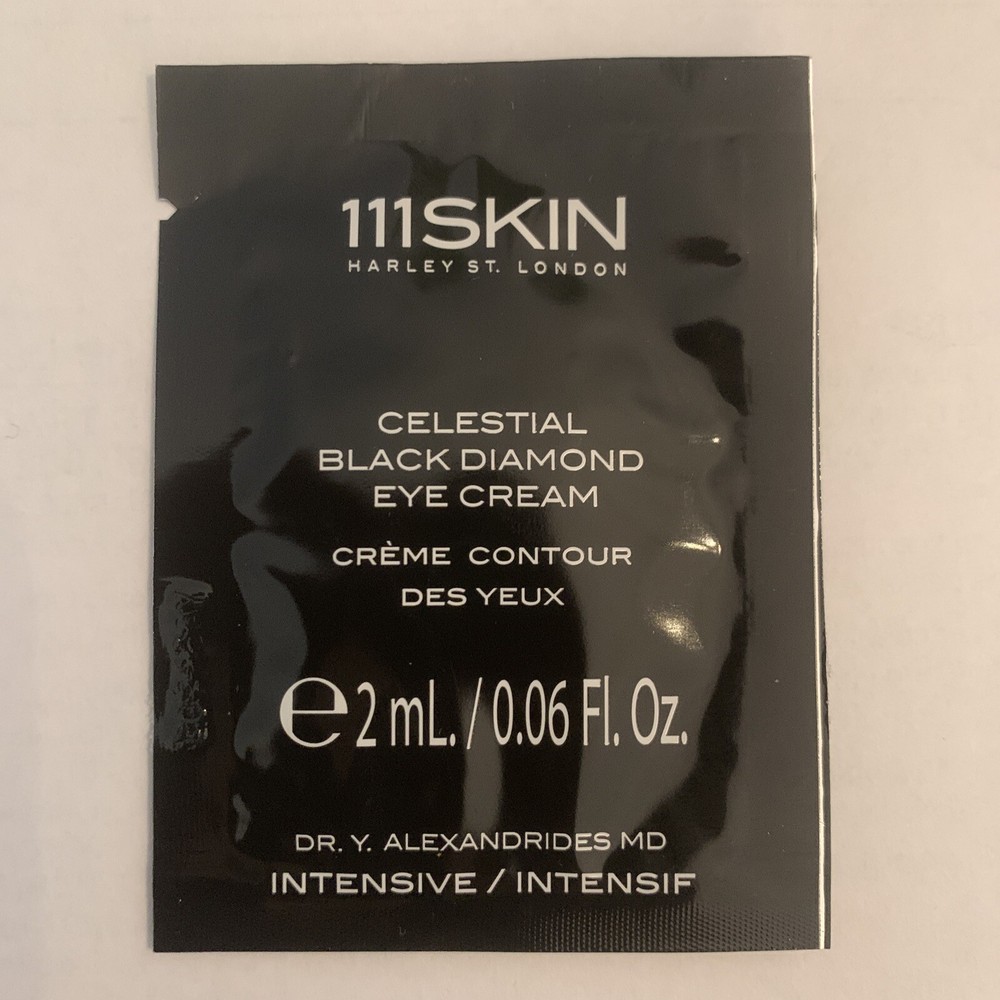 111SKIN
HARLEY ST. LONDON
CELESTIAL
BLACK DIAMOND
EYE CREAM
CRÈME CONTOUR
DES YEUX
℮ 2 mL. / 0.06 Fl. Oz.
DR. Y. ALEXANDRIDES MD
INTENSIVE / INTENSIF